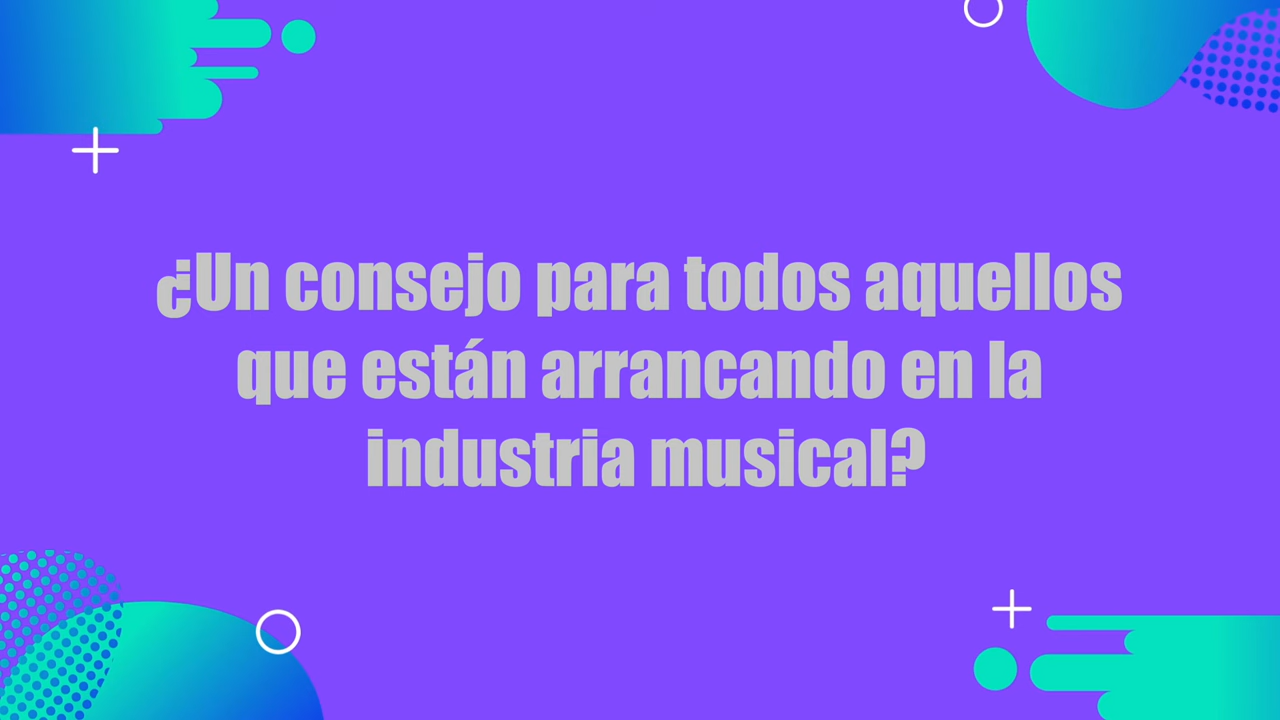 ¿Un consejo para todos aquellos
que están arrancando en la
industria musical?